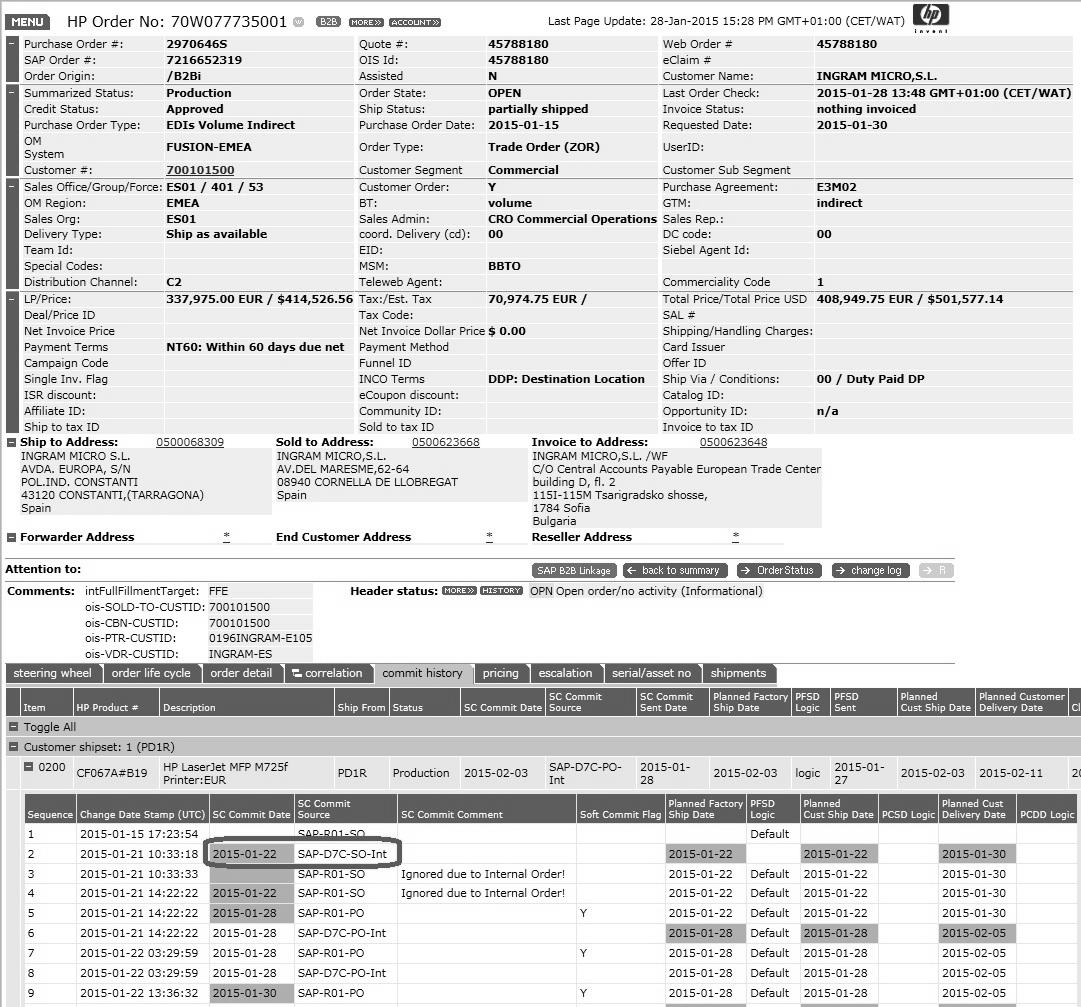 MENU HP Order No: 70W077735001 w B2B MORE» ACCOUNT» Last Page Update: 28-Jan-2015 15:28 PM GMT+01:00 (CET/WAT) hp
invent
Purchase Order #: 2970646S Quote #: 45788180 Web Order # 45788180
SAP Order #: 7216652319 OIS Id: 45788180 eClaim #
Order Origin: /B2Bi Assisted N Customer Name: INGRAM MICRO,S.L.
Summarized Status: Production Order State: OPEN Last Order Check: 2015-01-28 13:48 GMT+01:00 (CET/WAT)
Credit Status: Approved Ship Status: partially shipped Invoice Status: nothing invoiced
Purchase Order Type: EDIs Volume Indirect Purchase Order Date: 2015-01-15 Requested Date: 2015-01-30
OM
System FUSION-EMEA Order Type: Trade Order (ZOR) UserID:
Customer #: 700101500 Customer Segment Commercial Customer Sub Segment
Sales Office/Group/Force: ES01 / 401 / 53 Customer Order: Y Purchase Agreement: E3M02
OM Region: EMEA BT: volume GTM: indirect
Sales Org: ES01 Sales Admin: CRO Commercial Operations Sales Rep.:
Delivery Type: Ship as available coord. Delivery (cd): 00 DC code: 00
Team Id: EID: Siebel Agent Id:
Special Codes: MSM: BBTO
Distribution Channel: C2 Teleweb Agent: Commerciality Code 1
LP/Price: 337,975.00 EUR / $414,526.56 Tax:/Est. Tax 70,974.75 EUR / Total Price/Total Price USD 408,949.75 EUR / $501,577.14
Deal/Price ID Tax Code: SAL #
Net Invoice Price Net Invoice Dollar Price $ 0.00 Shipping/Handling Charges:
Payment Terms NT60: Within 60 days due net Payment Method Card Issuer
Campaign Code Funnel ID Offer ID
Single Inv. Flag INCO Terms DDP: Destination Location Ship Via / Conditions: 00 / Duty Paid DP
ISR discount: eCoupon discount: Catalog ID:
Affiliate ID: Community ID: Opportunity ID: n/a
Ship to tax ID Sold to tax ID Invoice to tax ID
Ship to Address: 0500068309 Sold to Address: 0500623668 Invoice to Address: 0500623648
INGRAM MICRO S.L. INGRAM MICRO,S.L. INGRAM MICRO,S.L. /WF
AVDA. EUROPA, S/N AV.DEL MARESME,62-64 C/O Central Accounts Payable European Trade Center
POL.IND. CONSTANTI 08940 CORNELLA DE LLOBREGAT building D, fl. 2
43120 CONSTANTI,(TARRAGONA) Spain 115I-115M Tsarigradsko shosse,
Spain 1784 Sofia
Bulgaria
Forwarder Address * End Customer Address * Reseller Address *
Attention to: SAP B2B Linkage back to summary OrderStatus change log R
Comments: intFullFillmentTarget: FFE Header status: MORE» HISTORY OPN Open order/no activity (Informational)
ois-SOLD-TO-CUSTID: 700101500
ois-CBN-CUSTID: 700101500
ois-PTR-CUSTID: 0196INGRAM-E105
ois-VDR-CUSTID: INGRAM-ES
steering wheel order life cycle order detail correlation commit history pricing escalation serial/asset no shipments
Item HP Product # Description Ship From Status SC Commit Date SC Commit Source SC Commit Sent Date Planned Factory Ship Date PFSD Logic PFSD Sent Planned Cust Ship Date Planned Customer Delivery Date
Toggle All
Customer shipset: 1 (PD1R)
0200 CF067A#B19 HP LaserJet MFP M725f Printer:EUR PD1R Production 2015-02-03 SAP-D7C-PO-Int 2015-01-28 2015-02-03 logic 2015-01-27 2015-02-03 2015-02-11
Sequence Change Date Stamp (UTC) SC Commit Date SC Commit Source SC Commit Comment Soft Commit Flag Planned Factory Ship Date PFSD Logic Planned Cust Ship Date PCSD Logic Planned Cust Delivery Date PCDD Logic
1 2015-01-15 17:23:54 SAP-R01-SO Default
2 2015-01-21 10:33:18 2015-01-22 SAP-D7C-SO-Int 2015-01-22 2015-01-22 2015-01-30
3 2015-01-21 10:33:33 SAP-R01-SO Ignored due to Internal Order! 2015-01-22 Default 2015-01-22 2015-01-30
4 2015-01-21 14:22:22 2015-01-22 SAP-R01-SO Ignored due to Internal Order! 2015-01-22 Default 2015-01-22 2015-01-30
5 2015-01-21 14:22:22 2015-01-28 SAP-R01-PO Y 2015-01-22 Default 2015-01-22 2015-01-30
6 2015-01-21 14:22:22 2015-01-28 SAP-D7C-PO-Int 2015-01-28 Default 2015-01-28 2015-02-05
7 2015-01-22 03:29:59 2015-01-28 SAP-R01-PO Y 2015-01-28 Default 2015-01-28 2015-02-05
8 2015-01-22 03:29:59 2015-01-28 SAP-D7C-PO-Int 2015-01-28 Default 2015-01-28 2015-02-05
9 2015-01-22 13:36:32 2015-01-30 SAP-R01-PO Y 2015-01-28 Default 2015-01-28 2015-02-05